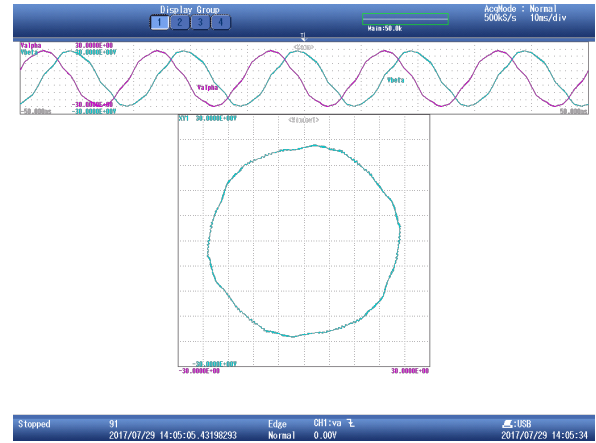 Display Group
1 2 3 4
Main:50.0k
AcqMode : Normal
500kS/s 10ms/div
Valpha 30.0000E+00
Vbeta 30.0000E+00
<Main>
Valpha
Vbeta
-30.0000E+00
-50.000ms -30.0000E+00 50.000ms
XY1 30.0000E+00V
-30.0000E+00V
-30.0000E+00 30.0000E+00
Stopped 91 Edge CH1:va USB
2017/07/29 14:05:05.43198293 Normal 0.00V 2017/07/29 14:05:34